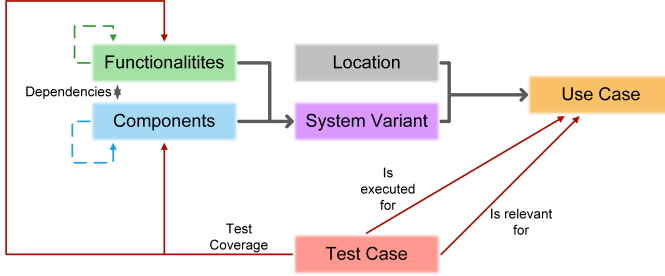 Functionalitites
Location
Dependencies
Use Case
Components
System Variant
Is
executed
for
Is relevant
for
Test
Coverage
Test Case